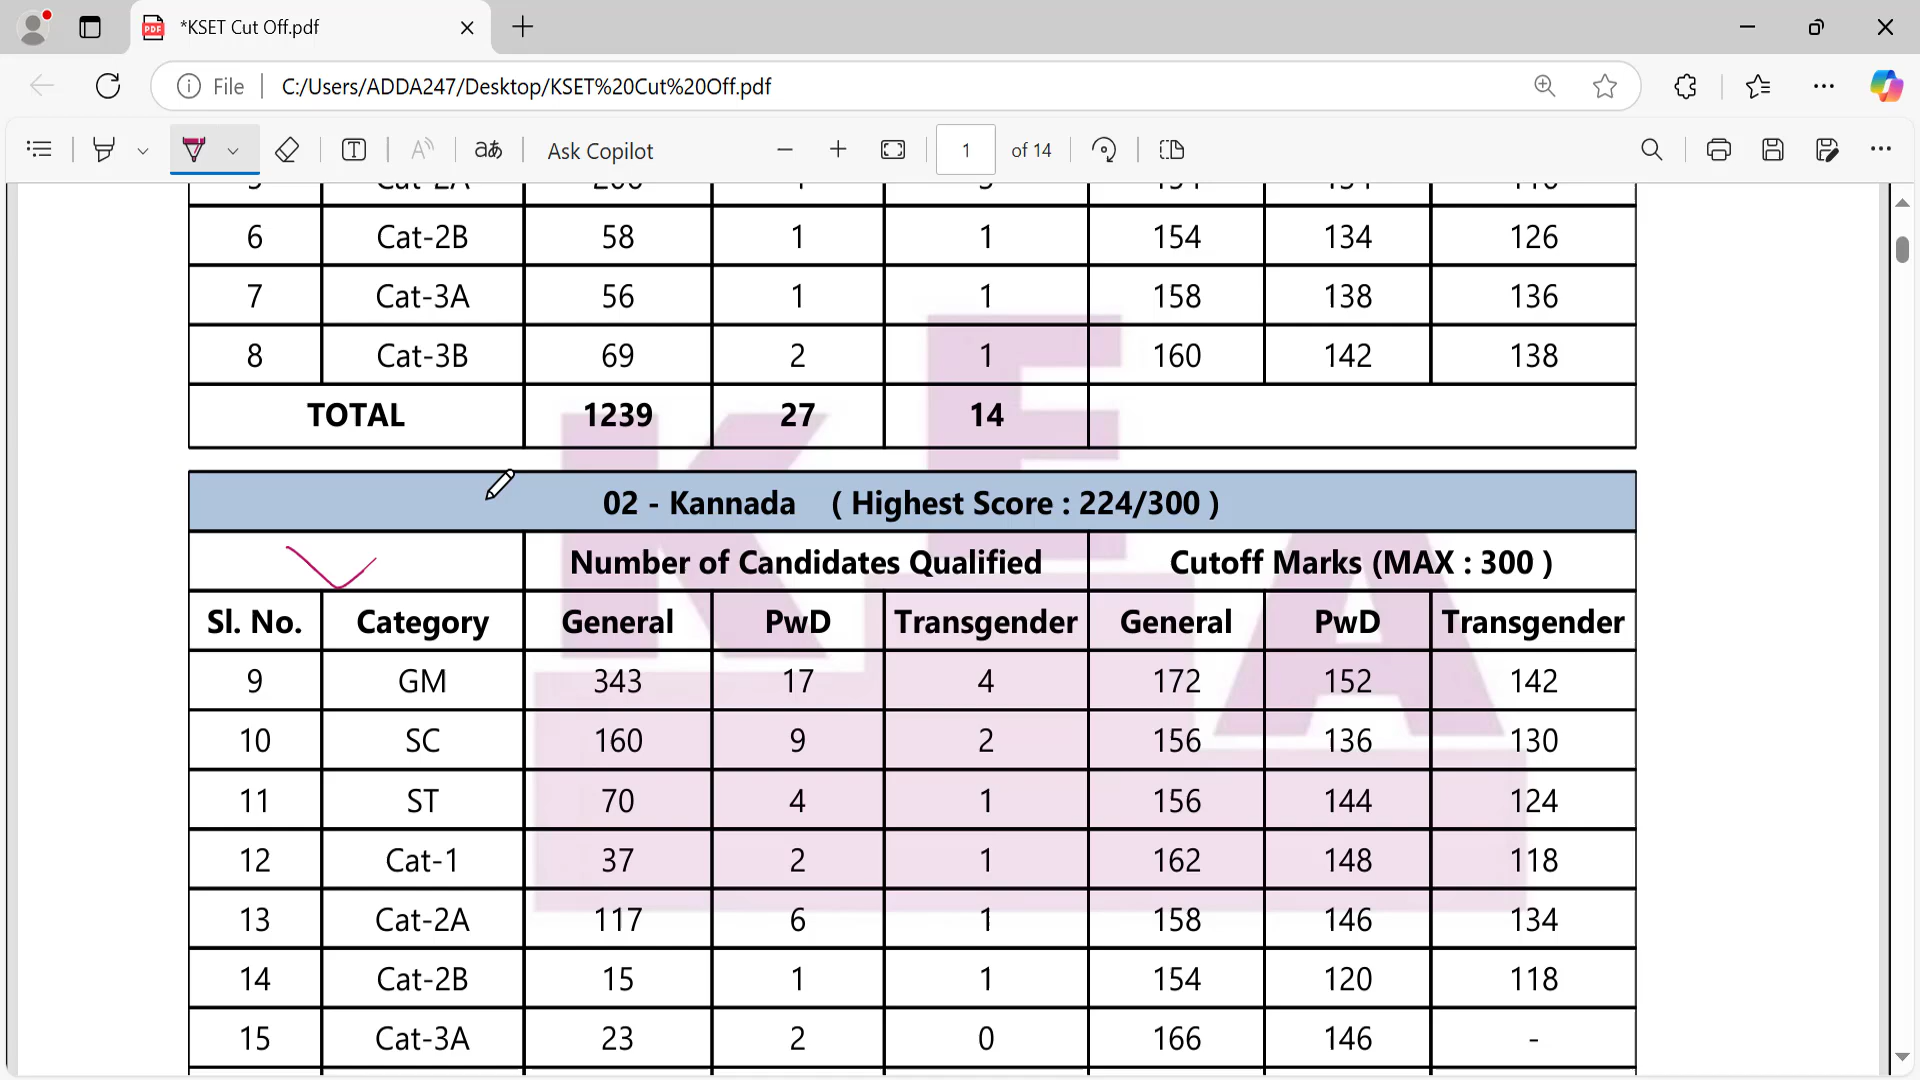 *KSET Cut Off.pdf
File C:/Users/ADDA247/Desktop/KSET%20Cut%20Off.pdf
Ask Copilot 1 of 14
6 Cat-2B 58 1 1 154 134 126
7 Cat-3A 56 1 1 158 138 136
8 Cat-3B 69 2 1 160 142 138
TOTAL 1239 27 14
02 - Kannada ( Highest Score : 224/300 )
Number of Candidates Qualified Cutoff Marks (MAX : 300 )
Sl. No. Category General PwD Transgender General PwD Transgender
9 GM 343 17 4 172 152 142
10 SC 160 9 2 156 136 130
11 ST 70 4 1 156 144 124
12 Cat-1 37 2 1 162 148 118
13 Cat-2A 117 6 1 158 146 134
14 Cat-2B 15 1 1 154 120 118
15 Cat-3A 23 2 0 166 146 -
KEA